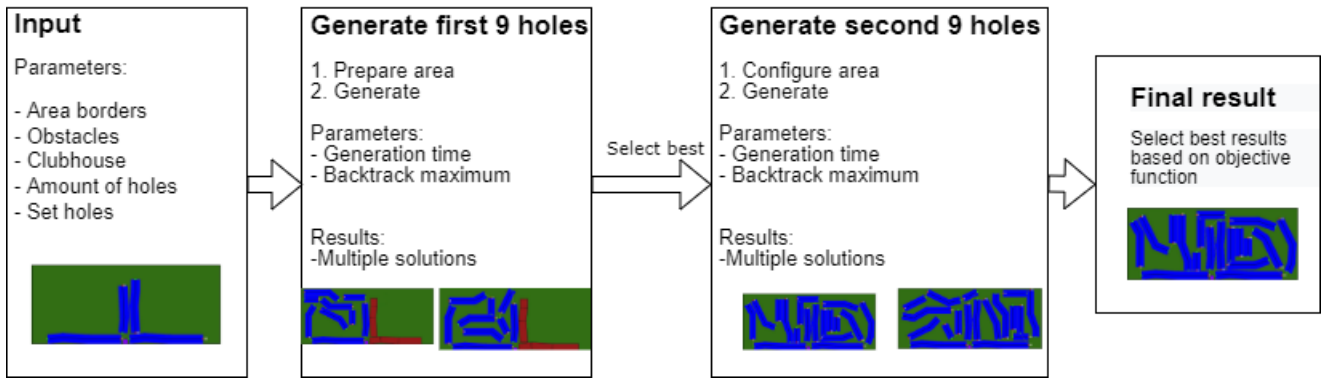 Input
Parameters:
- Area borders
- Obstacles
- Clubhouse
- Amount of holes
- Set holes
Generate first 9 holes
1. Prepare area
2. Generate
Parameters:
- Generation time
- Backtrack maximum
Results:
-Multiple solutions
Select best
Generate second 9 holes
1. Configure area
2. Generate
Parameters:
- Generation time
- Backtrack maximum
Results:
-Multiple solutions
Final result
Select best results
based on objective
function